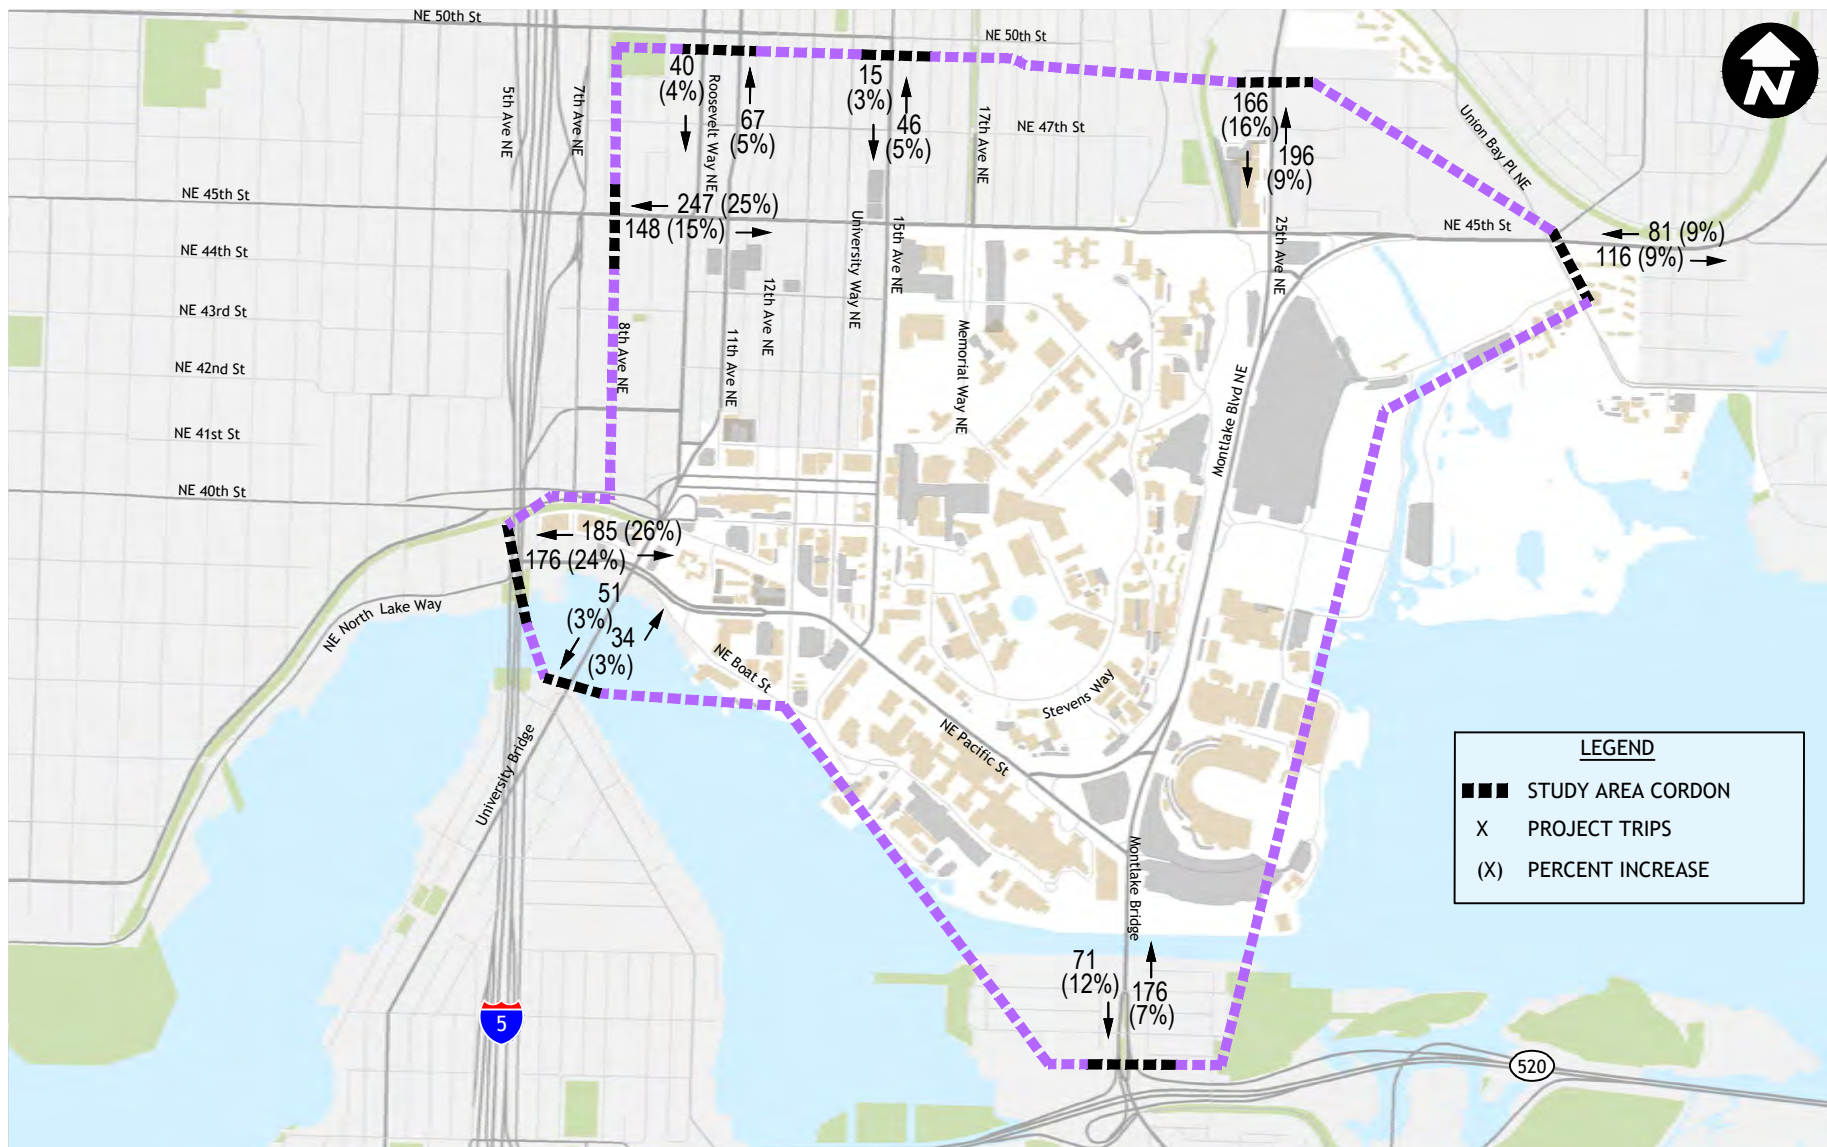 NE 50th St
NE 50th St
N
40
(4%)
67
(5%)
15
(3%)
46
(5%)
166
(16%)
196
(9%)
5th Ave NE
7th Ave NE
Roosevelt Way NE
17th Ave NE
NE 47th St
Union Bay Pl NE
NE 45th St
247 (25%)
148 (15%)
NE 45th St
81 (9%)
116 (9%)
University Way NE
15th Ave NE
25th Ave NE
NE 44th St
12th Ave NE
NE 43rd St
8th Ave NE
11th Ave NE
Memorial Way NE
NE 42nd St
Montlake Blvd NE
NE 41st St
NE 40th St
185 (26%)
176 (24%)
51
(3%)
34
(3%)
NE North Lake Way
NE Boat St
Stevens Way
NE Pacific St
University Bridge
Montlake Bridge
LEGEND
STUDY AREA CORDON
X PROJECT TRIPS
(X) PERCENT INCREASE
71
(12%)
176
(7%)
5
520